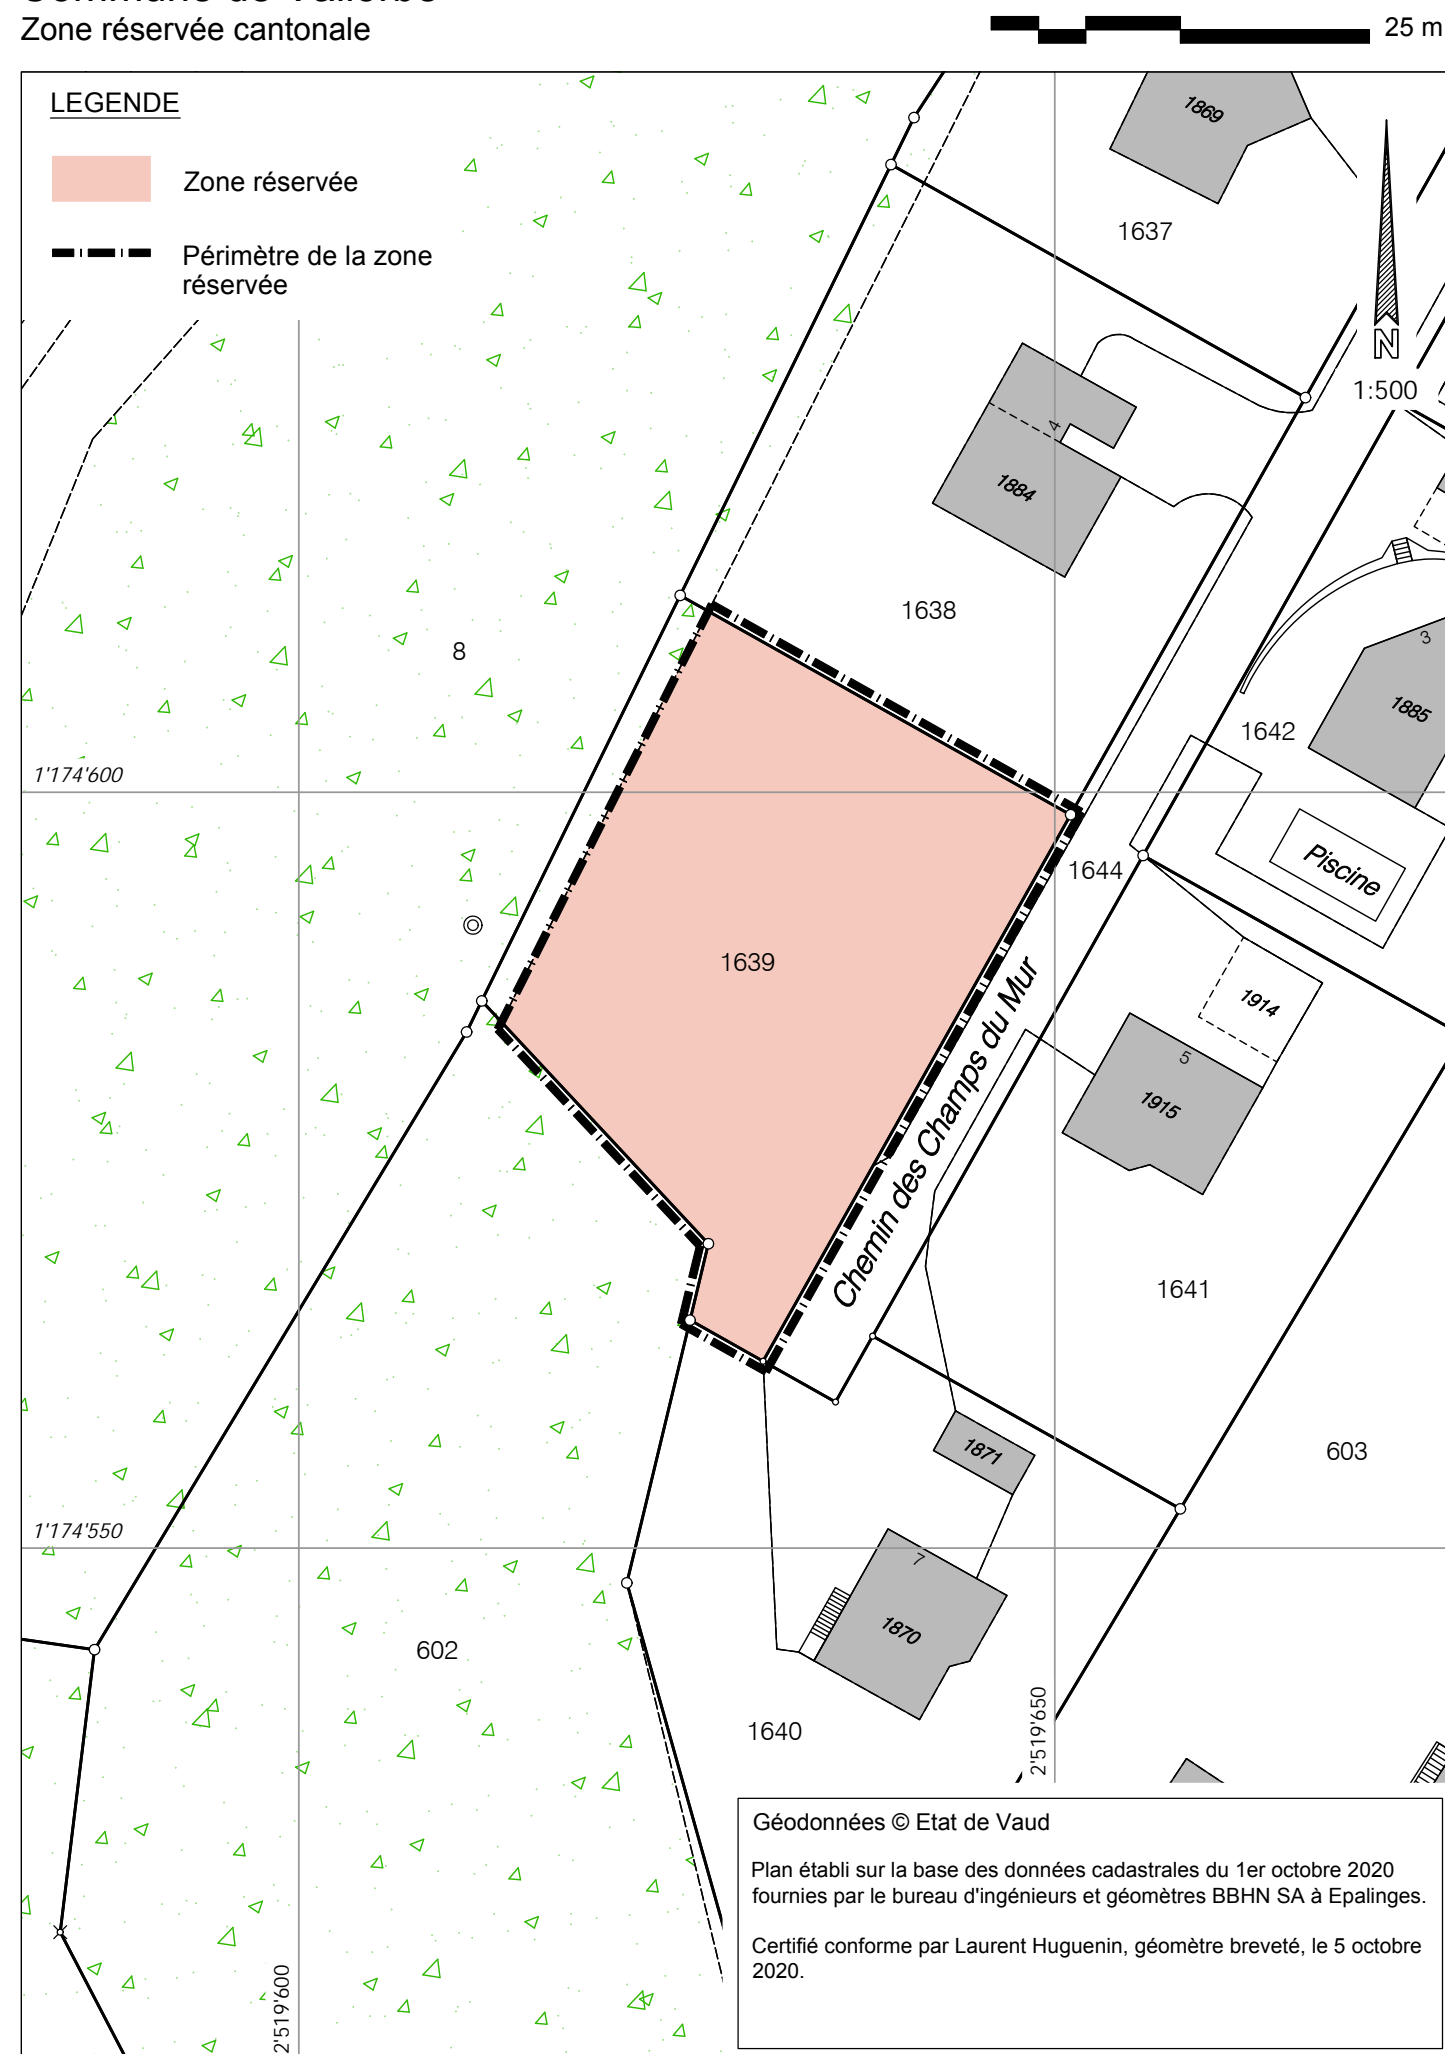 Zone réservée cantonale
25 m
LEGENDE
Zone réservée
Périmètre de la zone
réservée
1869
1637
N
1:500
4
1884
1638
8
3
1885
1642
1'174'600
Piscine
1644
1639
1914
5
1915
Chemin des Champs du Mur
1641
1871
603
1'174'550
7
1870
602
1640
2'519'650
2'519'600
Géodonnées © Etat de Vaud
Plan établi sur la base des données cadastrales du 1er octobre 2020
fournies par le bureau d'ingénieurs et géomètres BBHN SA à Epalinges.
Certifié conforme par Laurent Huguenin, géomètre breveté, le 5 octobre
2020.